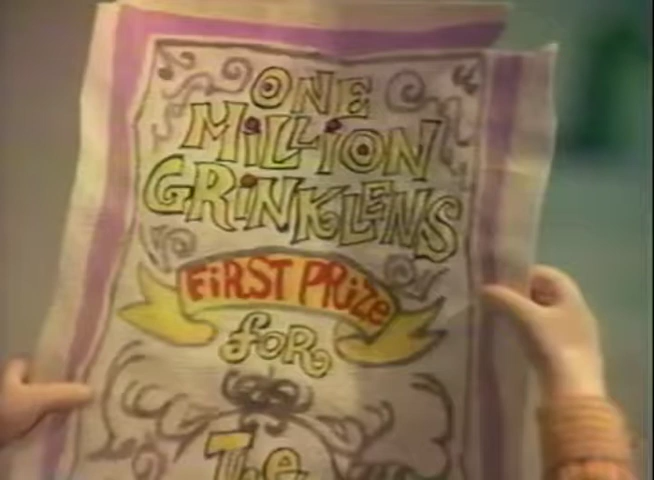 ONE
MiLLiON
GRiNKLENS
FiRST PRiZe
foR
The